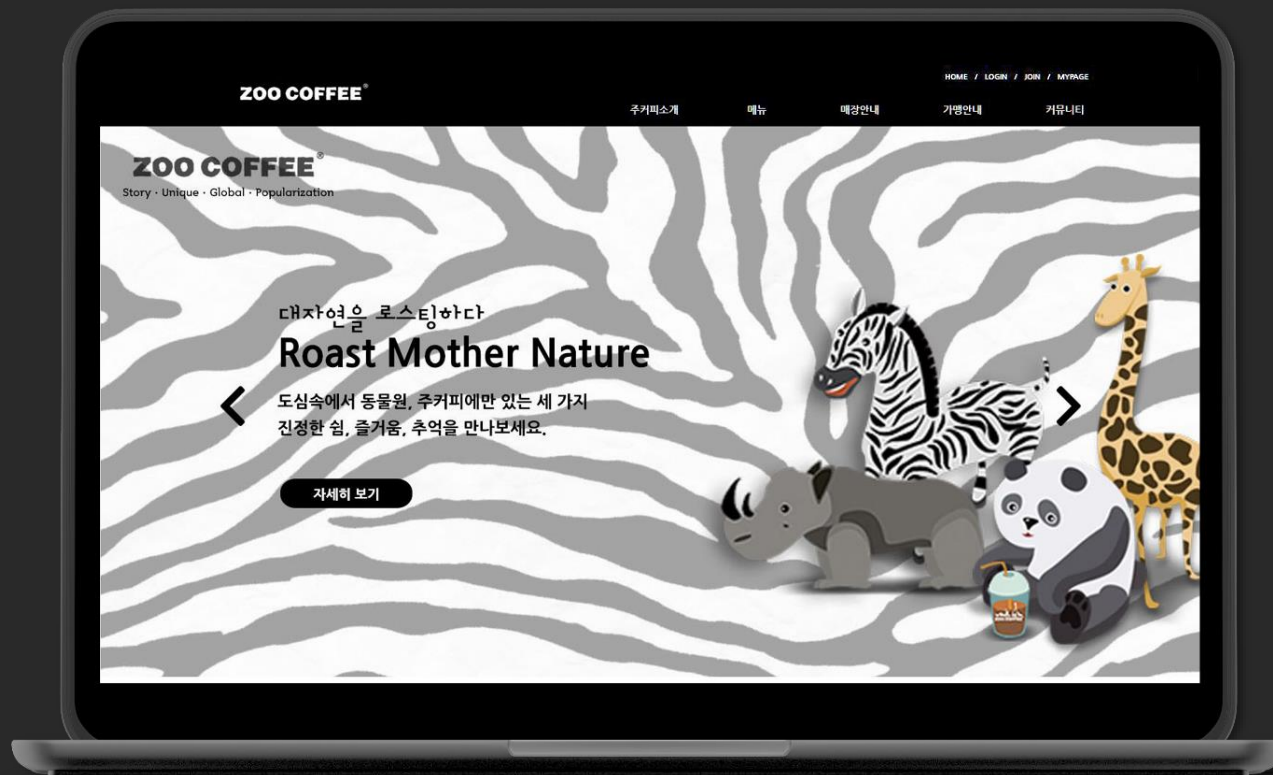 HOME / LOGIN / JOIN / MYPAGE
ZOO COFFEE®
주커피소개 메뉴 매장안내 가맹안내 커뮤니티
ZOO COFFEE®
Story · Unique · Global · Popularization
대자연을 로스팅하다
Roast Mother Nature
도심속에서 동물원, 주커피에만 있는 세 가지
진정한 쉼, 즐거움, 추억을 만나보세요.
자세히 보기